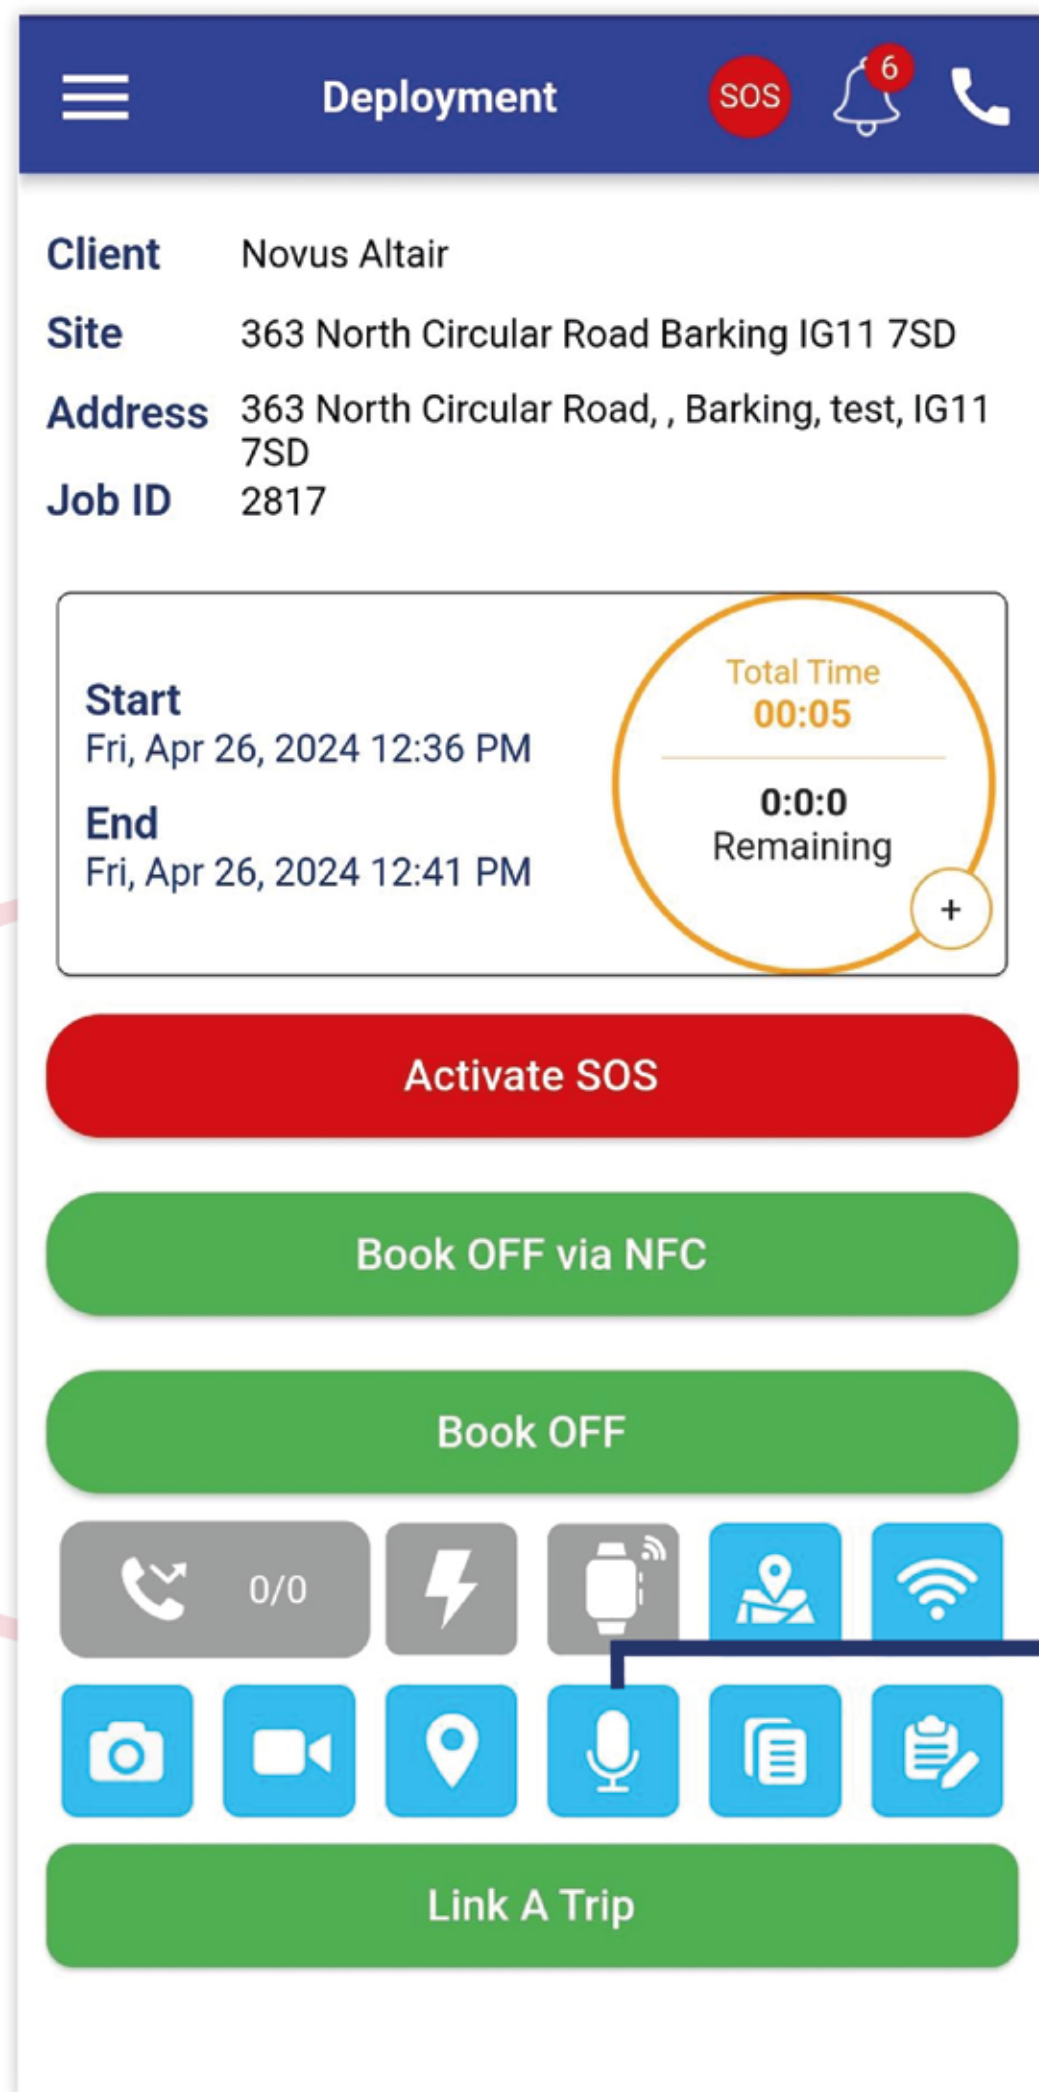 Deployment
SOS
6
Client Novus Altair
Site 363 North Circular Road Barking IG11 7SD
Address 363 North Circular Road, , Barking, test, IG11
7SD
Job ID 2817
Start
Fri, Apr 26, 2024 12:36 PM
End
Fri, Apr 26, 2024 12:41 PM
Total Time
00:05
0:0:0
Remaining
+
Activate SOS
Book OFF via NFC
Book OFF
0/0
Link A Trip